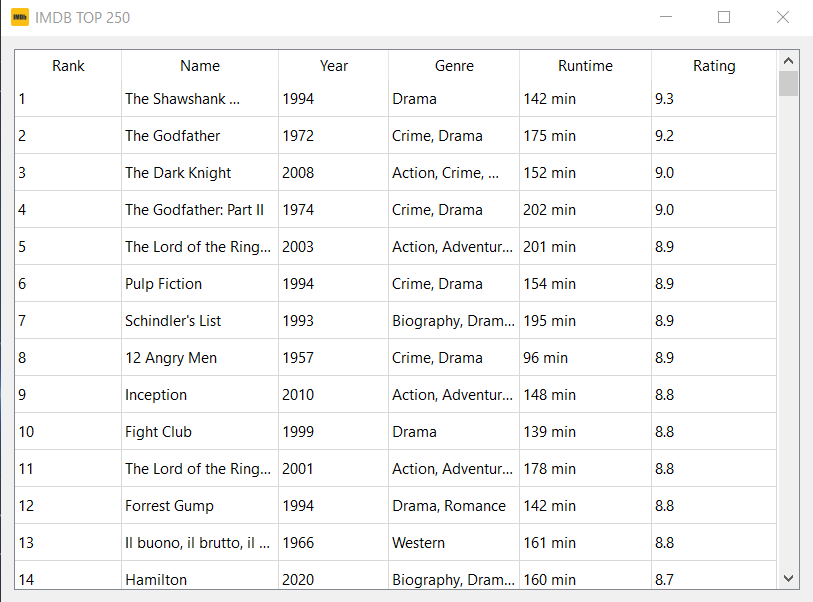 IMDb IMDB TOP 250
Rank Name Year Genre Runtime Rating
1 The Shawshank ... 1994 Drama 142 min 9.3
2 The Godfather 1972 Crime, Drama 175 min 9.2
3 The Dark Knight 2008 Action, Crime, ... 152 min 9.0
4 The Godfather: Part II 1974 Crime, Drama 202 min 9.0
5 The Lord of the Ring... 2003 Action, Adventur... 201 min 8.9
6 Pulp Fiction 1994 Crime, Drama 154 min 8.9
7 Schindler's List 1993 Biography, Dram... 195 min 8.9
8 12 Angry Men 1957 Crime, Drama 96 min 8.9
9 Inception 2010 Action, Adventur... 148 min 8.8
10 Fight Club 1999 Drama 139 min 8.8
11 The Lord of the Ring... 2001 Action, Adventur... 178 min 8.8
12 Forrest Gump 1994 Drama, Romance 142 min 8.8
13 Il buono, il brutto, il ... 1966 Western 161 min 8.8
14 Hamilton 2020 Biography, Dram... 160 min 8.7